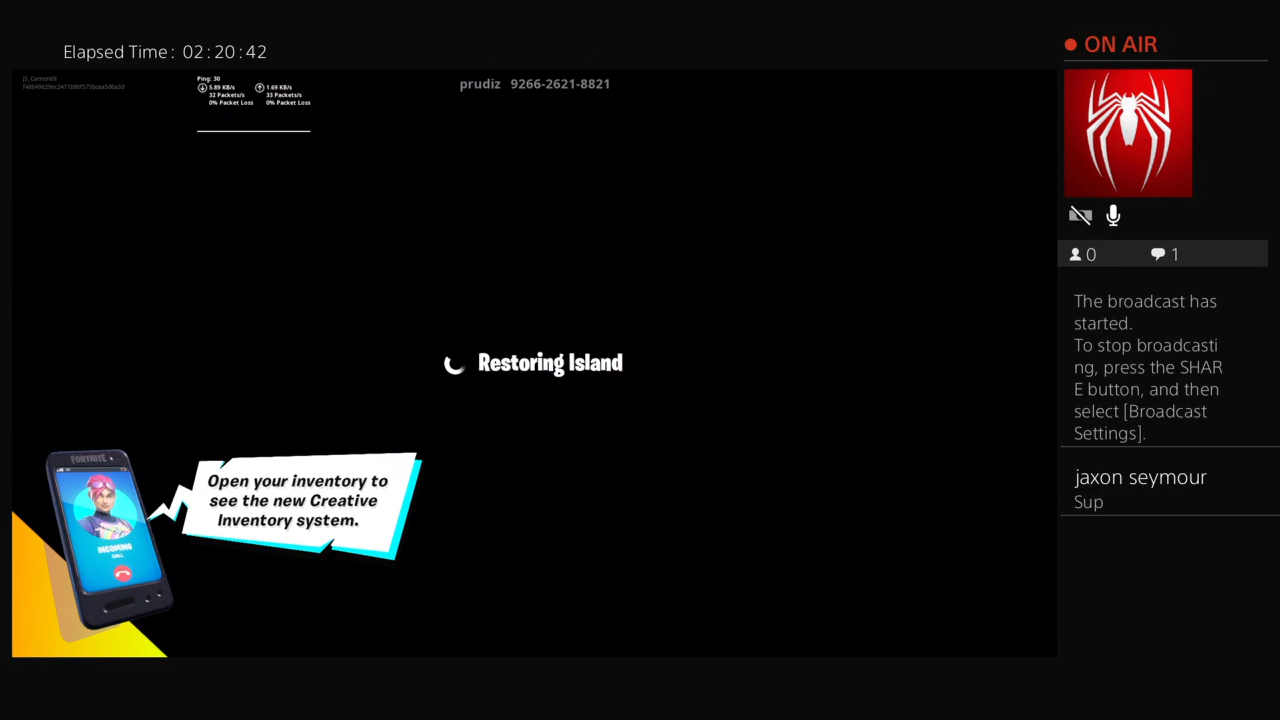 Elapsed Time: 02:20:42
ON AIR
JS_Cannon69
Ping: 30
5.89 KB/s
1.69 KB/s
32 Packets/s
33 Packets/s
0% Packet Loss
0% Packet Loss
prudiz 9266-2621-8821
0
1
The broadcast has
started.
To stop broadcasti
ng, press the SHAR
E button, and then
select [Broadcast
Settings].
jaxon seymour
Sup
Restoring Island
FORTNITE
INCOMING
CALL
Open your inventory to
see the new Creative
Inventory system.